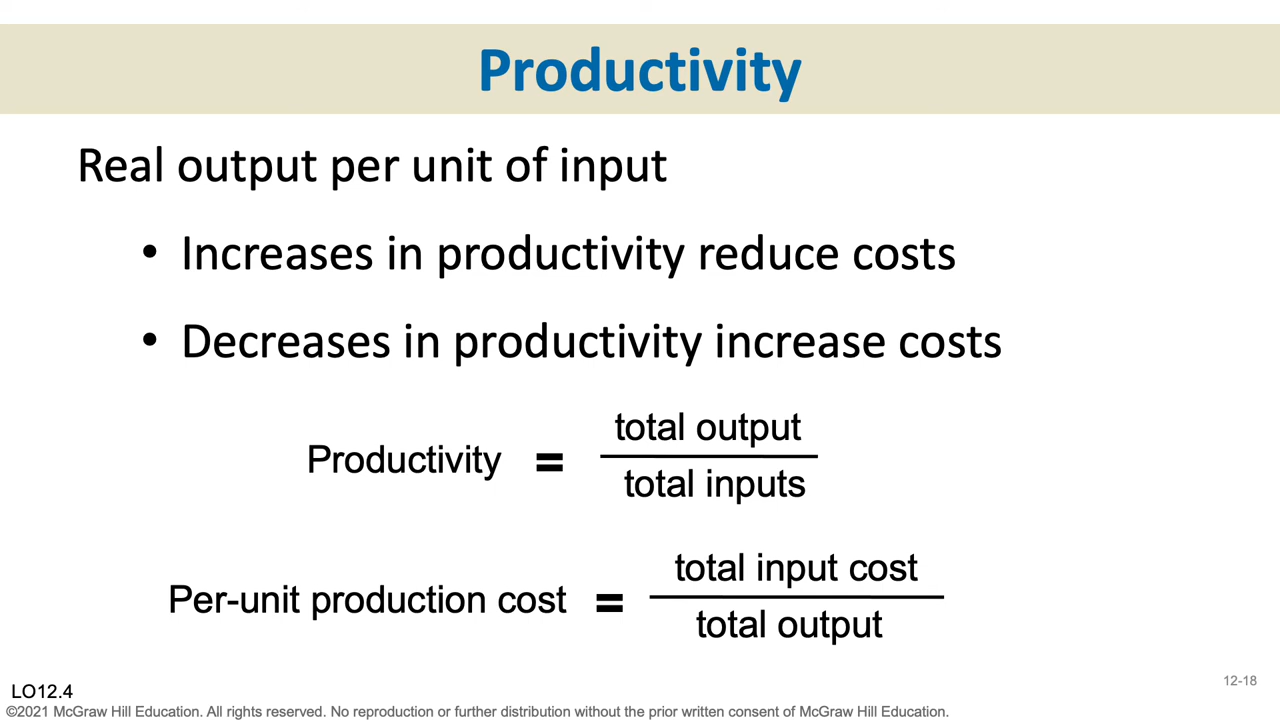 Productivity
Real output per unit of input
• Increases in productivity reduce costs
• Decreases in productivity increase costs
Productivity = total output
total inputs
Per-unit production cost = total input cost
total output
12-18
LO12.4
©2021 McGraw Hill Education. All rights reserved. No reproduction or further distribution without the prior written consent of McGraw Hill Education.